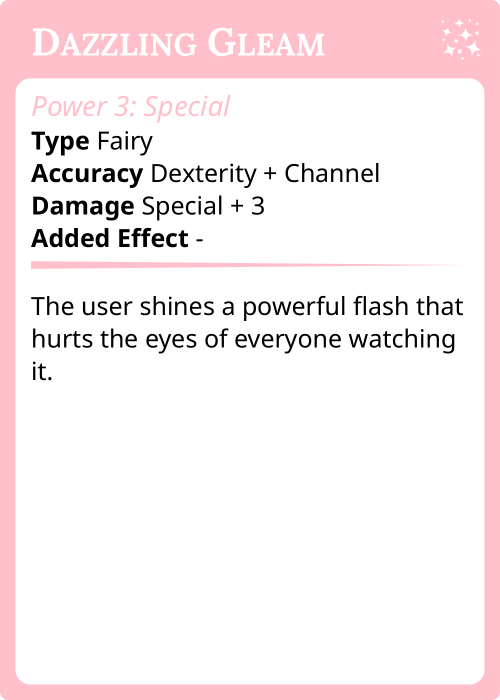 Dazzling Gleam
Power 3: Special
Type Fairy
Accuracy Dexterity + Channel
Damage Special + 3
Added Effect -
The user shines a powerful flash that
hurts the eyes of everyone watching
it.